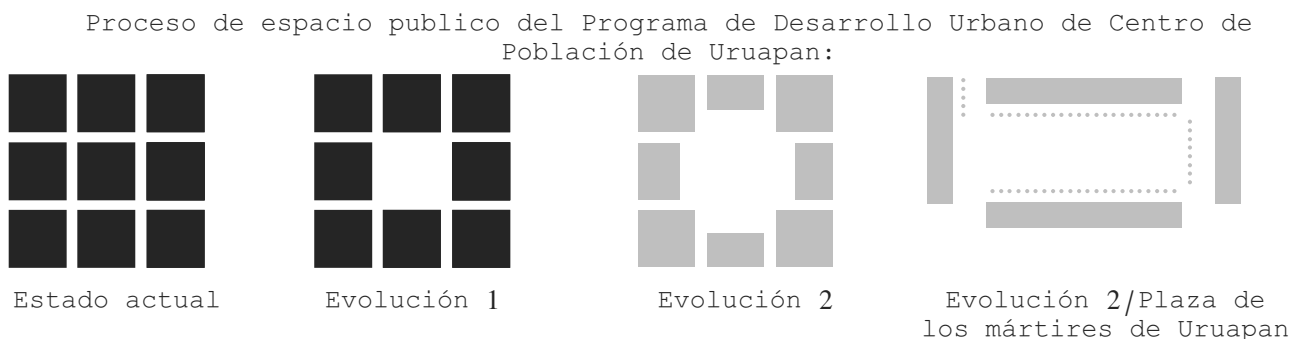 Proceso de espacio publico del Programa de Desarrollo Urbano de Centro de
Población de Uruapan:
Estado actual
Evolución 1
Evolución 2
Evolución 2/Plaza de
los mártires de Uruapan